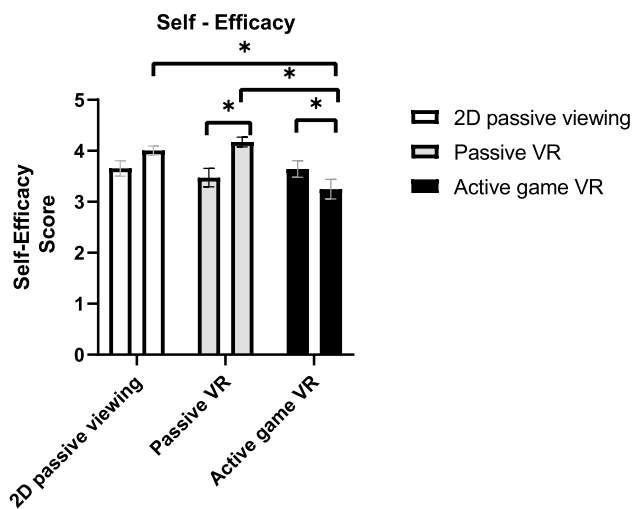 Self - Efficacy
*
*
*
*
5
4
3
2
1
0
Self-Efficacy
Score
2D passive viewing
Passive VR
Active game VR
2D passive viewing
Passive VR
Active game VR